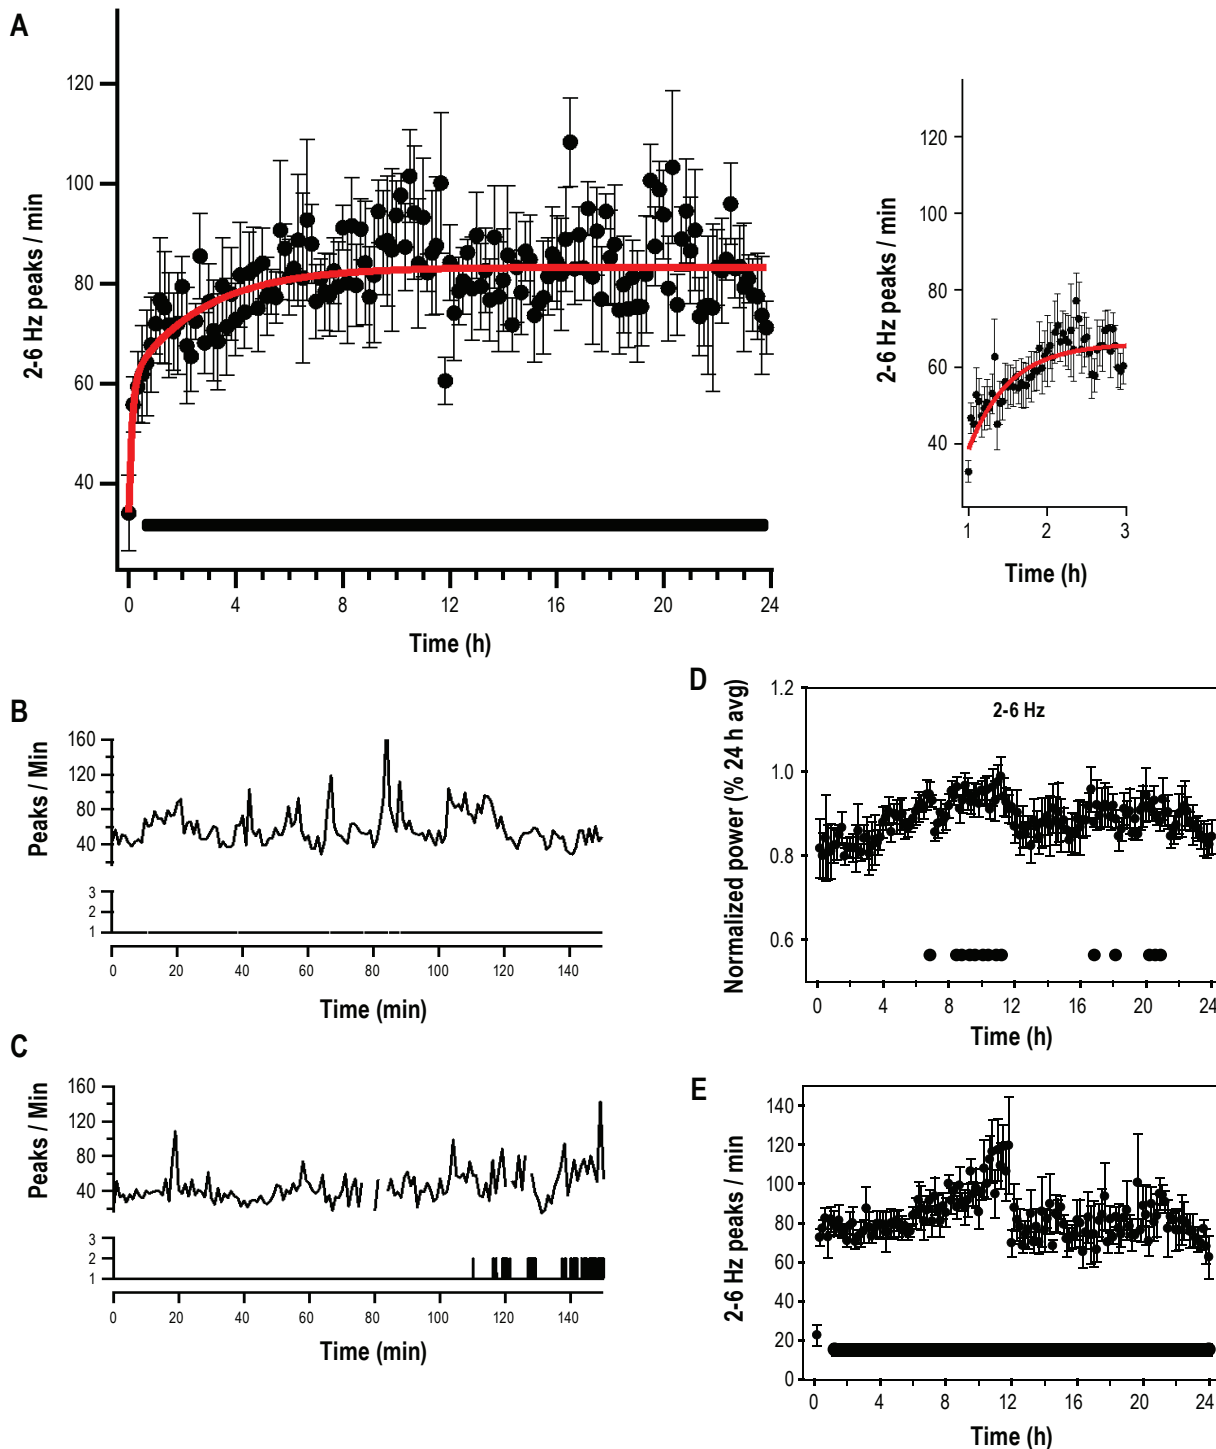 A
2-6 Hz peaks / min
120
100
80
60
40
0 4 8 12 16 20 24
Time (h)
2-6 Hz peaks / min
120
100
80
60
40
1 2 3
Time (h)
B
Peaks / Min
160
120
80
40
3
2
1
0 20 40 60 80 100 120 140
Time (min)
C
Peaks / Min
160
120
80
40
3
2
1
0 20 40 60 80 100 120 140
Time (min)
D
Normalized power (% 24 h avg)
2-6 Hz
1.2
1.0
0.8
0.6
0 4 8 12 16 20 24
Time (h)
E
2-6 Hz peaks / min
140
120
100
80
60
40
20
0
0 4 8 12 16 20 24
Time (h)